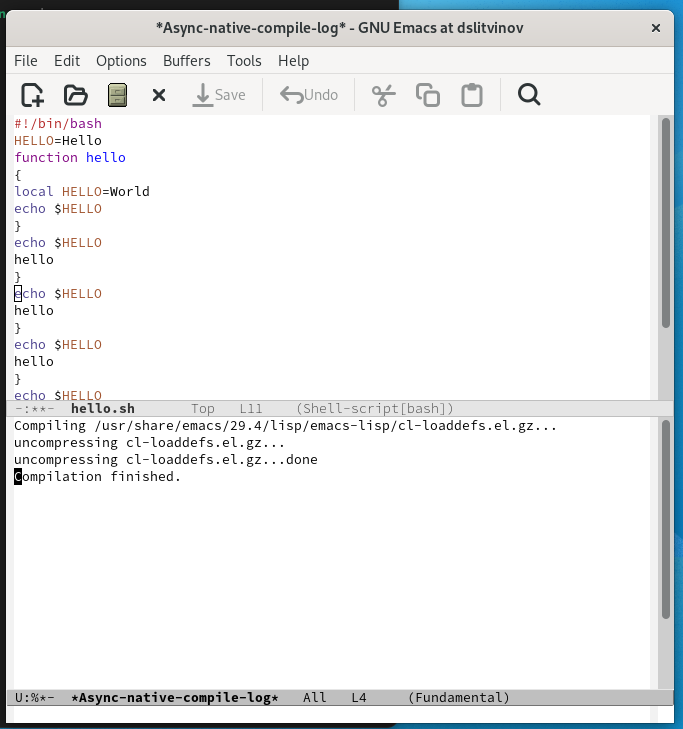 *Async-native-compile-log* - GNU Emacs at dslitvinov
File Edit Options Buffers Tools Help
Save Undo
#!/bin/bash
HELLO=Hello
function hello
{
local HELLO=World
echo $HELLO
}
echo $HELLO
hello
}
echo $HELLO
hello
}
echo $HELLO
hello
}
echo $HELLO
-:**- hello.sh Top L11 (Shell-script[bash])
Compiling /usr/share/emacs/29.4/lisp/emacs-lisp/cl-loaddefs.el.gz...
uncompressing cl-loaddefs.el.gz...
uncompressing cl-loaddefs.el.gz...done
Compilation finished.
U:%*- *Async-native-compile-log* All L4 (Fundamental)